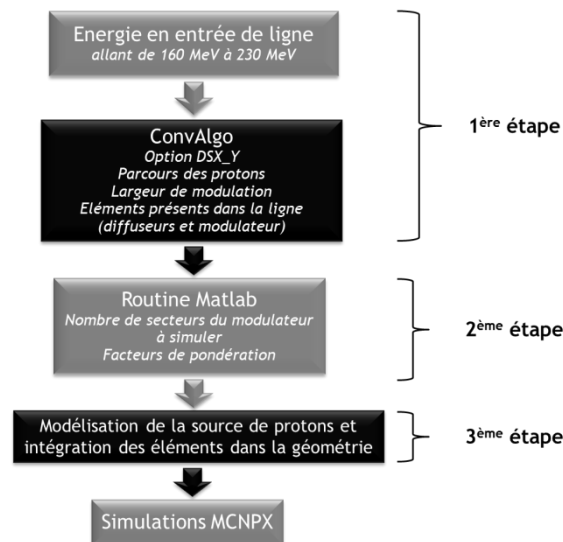 Energie en entrée de ligne
allant de 160 MeV à 230 MeV
ConvAlgo
Option DSX_Y
Parcours des protons
Largeur de modulation
Eléments présents dans la ligne
(diffuseurs et modulateur)
1ère étape
Routine Matlab
Nombre de secteurs du modulateur
à simuler
Facteurs de pondération
2ème étape
Modélisation de la source de protons et
intégration des éléments dans la géométrie
3ème étape
Simulations MCNPX